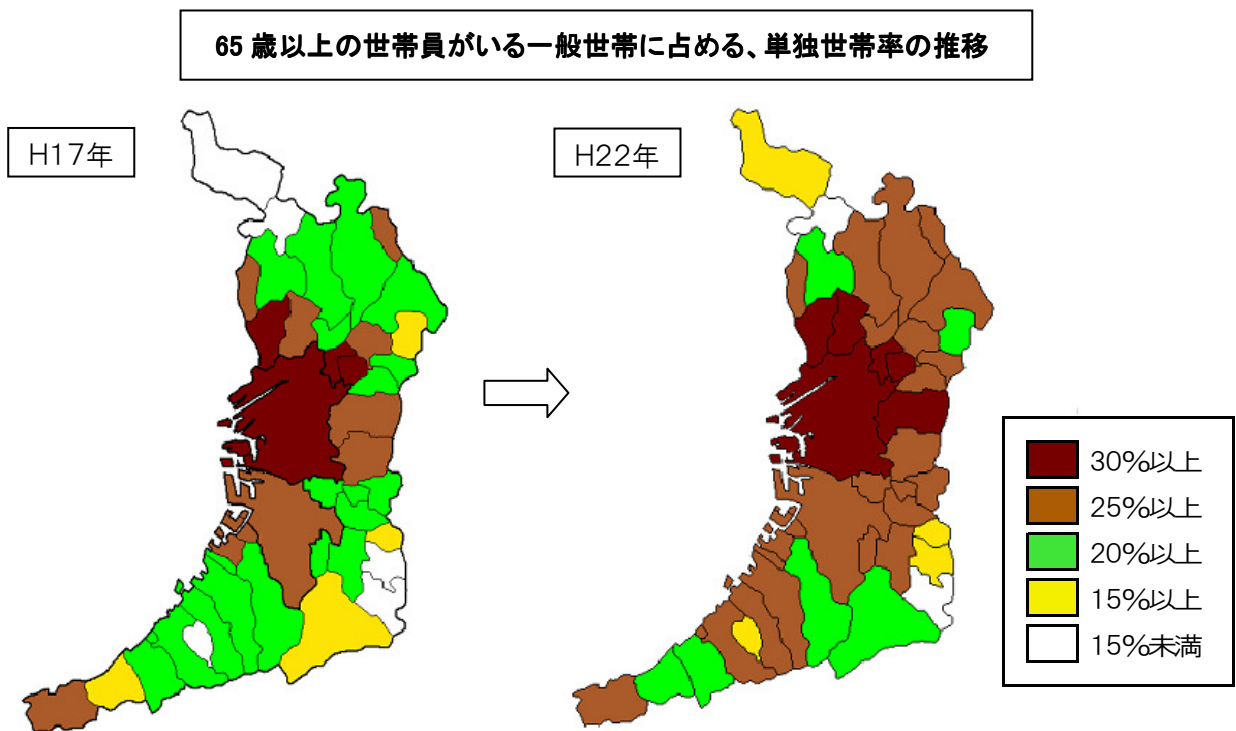 65 歳以上の世帯員がいる一般世帯に占める、単独世帯率の推移
H17年
H22年
30%以上
25%以上
20%以上
15%以上
15%未満